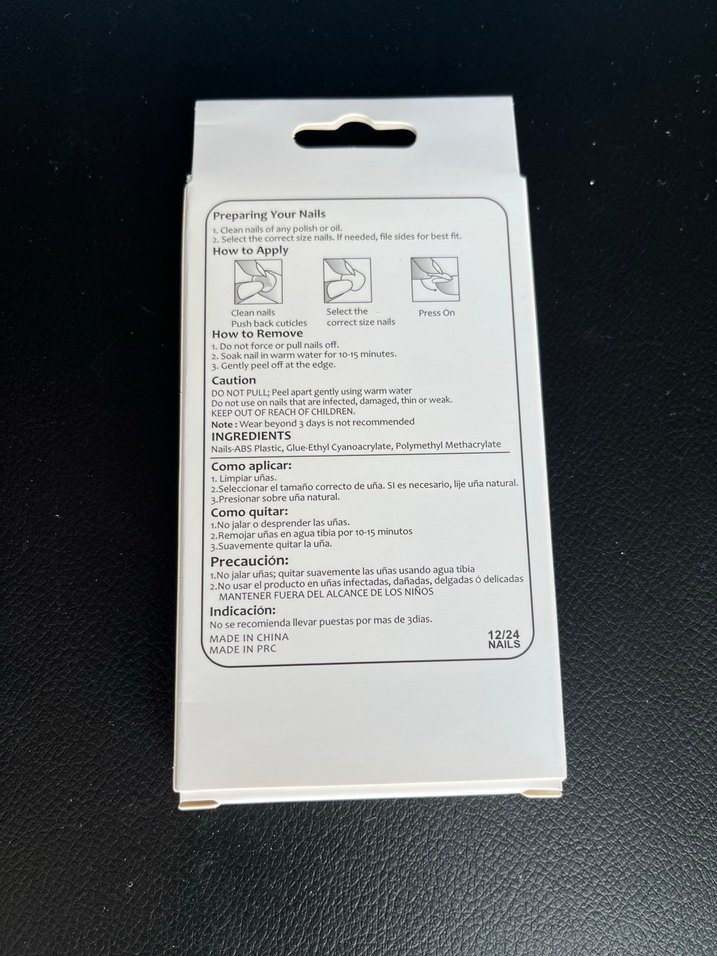 Preparing Your Nails
1. Clean nails of any polish or oil.
2. Select the correct size nails. If needed, file sides for best fit.
How to Apply
Clean nails
Push back cuticles
Select the
correct size nails
Press On
How to Remove
1. Do not force or pull nails off.
2. Soak nail in warm water for 10-15 minutes.
3. Gently peel off at the edge.
Caution
DO NOT PULL; Peel apart gently using warm water
Do not use on nails that are infected, damaged, thin or weak.
KEEP OUT OF REACH OF CHILDREN.
Note : Wear beyond 3 days is not recommended
INGREDIENTS
Nails-ABS Plastic, Glue-Ethyl Cyanoacrylate, Polymethyl Methacrylate
Como aplicar:
1. Limpiar uñas.
2.Seleccionar el tamaño correcto de uña. SI es necesario, lije uña natural.
3.Presionar sobre uña natural.
Como quitar:
1.No jalar o desprender las uñas.
2.Remojar uñas en agua tibia por 10-15 minutos
3.Suavemente quitar la uña.
Precaución:
1.No jalar uñas; quitar suavemente las uñas usando agua tibia
2.No usar el producto en uñas infectadas, dañadas, delgadas ó delicadas
MANTENER FUERA DEL ALCANCE DE LOS NIÑOS
Indicación:
No se recomienda llevar puestas por mas de 3dias.
MADE IN CHINA
MADE IN PRC
12/24
NAILS